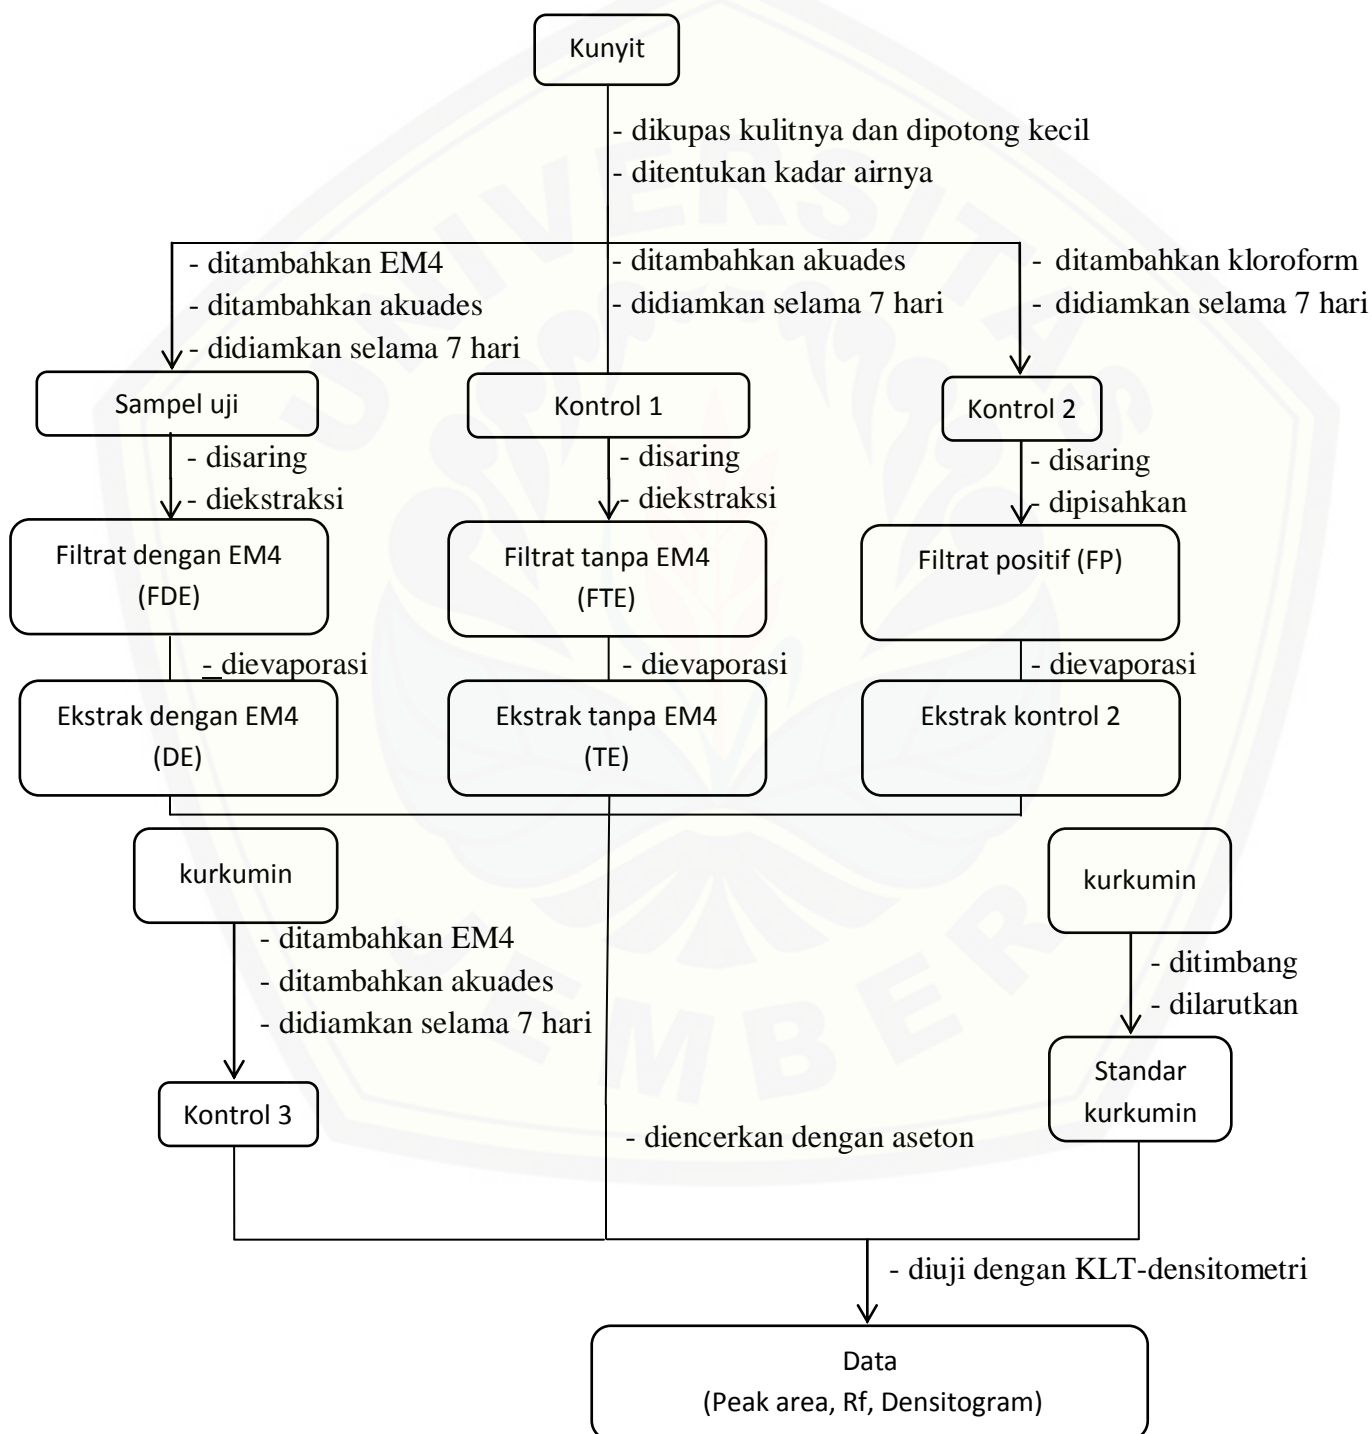 Kunyit
- dikupas kulitnya dan dipotong kecil
- ditentukan kadar airnya
- ditambahkan EM4
- ditambahkan akuades
- didiamkan selama 7 hari
- ditambahkan akuades
- didiamkan selama 7 hari
- ditambahkan kloroform
- didiamkan selama 7 hari
Sampel uji
Kontrol 1
Kontrol 2
- disaring
- diekstraksi
- disaring
- diekstraksi
- disaring
- dipisahkan
Filtrat dengan EM4
(FDE)
Filtrat tanpa EM4
(FTE)
Filtrat positif (FP)
- dievaporasi
- dievaporasi
- dievaporasi
Ekstrak dengan EM4
(DE)
Ekstrak tanpa EM4
(TE)
Ekstrak kontrol 2
kurkumin
kurkumin
- ditambahkan EM4
- ditambahkan akuades
- didiamkan selama 7 hari
- ditimbang
- dilarutkan
Kontrol 3
Standar
kurkumin
- diencerkan dengan aseton
- diuji dengan KLT-densitometri
Data
(Peak area, Rf, Densitogram)
UNIVERSITAS
JEMBER